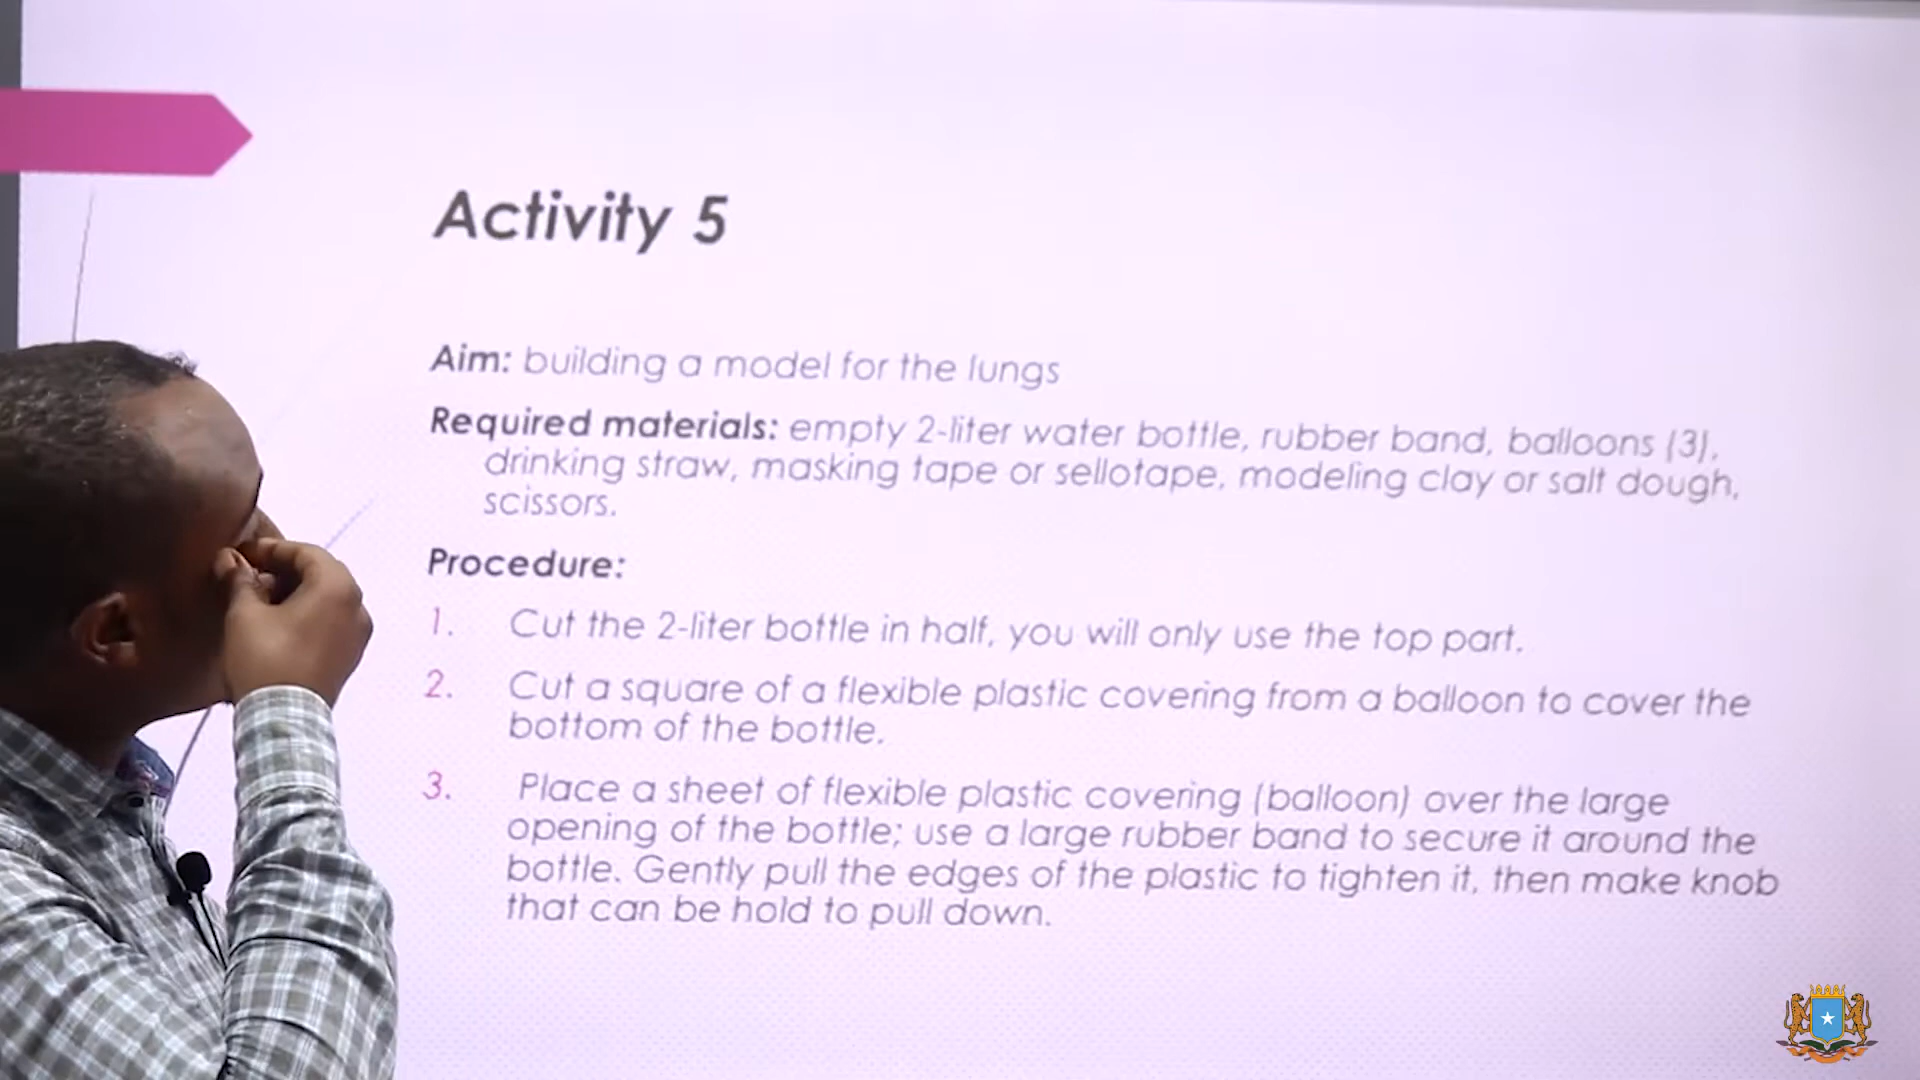 Activity 5
Aim: building a model for the lungs
Required materials: empty 2-liter water bottle, rubber band, balloons (3),
drinking straw, masking tape or sellotape, modeling clay or salt dough,
scissors.
Procedure:
1. Cut the 2-liter bottle in half, you will only use the top part.
2. Cut a square of a flexible plastic covering from a balloon to cover the
bottom of the bottle.
3. Place a sheet of flexible plastic covering (balloon) over the large
opening of the bottle; use a large rubber band to secure it around the
bottle. Gently pull the edges of the plastic to tighten it, then make knob
that can be hold to pull down.